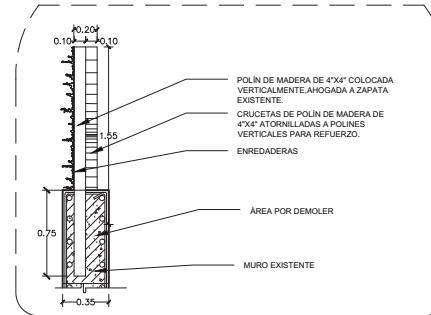 0.20
0.10 0.10
POLÍN DE MADERA DE 4"X4" COLOCADA
VERTICALMENTE,AHOGADA A ZAPATA
EXISTENTE.
CRUCETAS DE POLÍN DE MADERA DE
4"X4" ATORNILLADAS A POLINES
VERTICALES PARA REFUERZO.
1.55
ENREDADERAS
ÁREA POR DEMOLER
0.75
MURO EXISTENTE
0.35